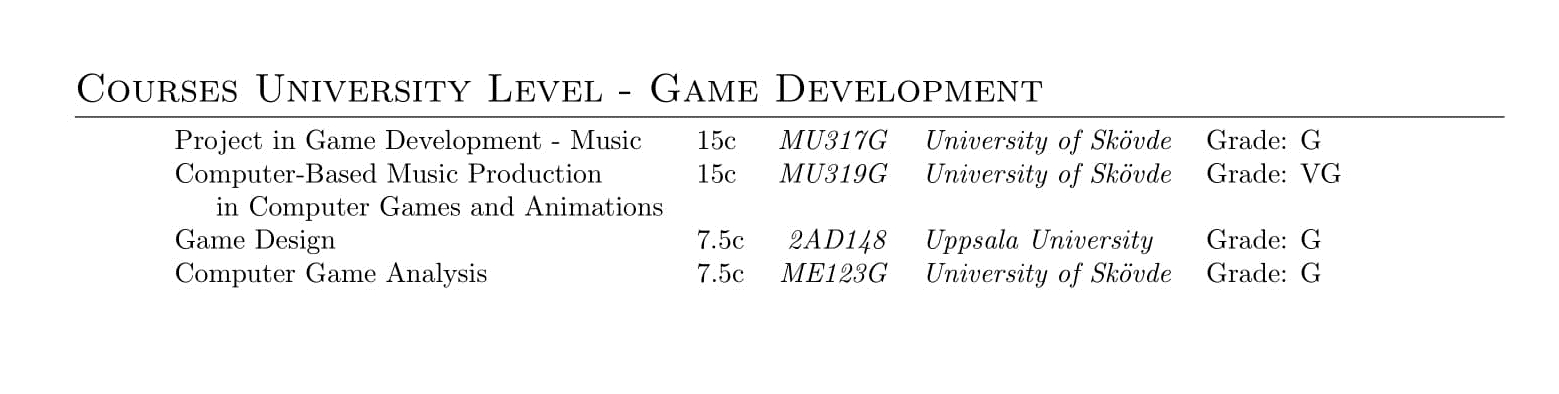 Courses University Level - Game Development
Project in Game Development - Music 15c MU317G University of Skövde Grade: G
Computer-Based Music Production 15c MU319G University of Skövde Grade: VG
in Computer Games and Animations
Game Design 7.5c 2AD148 Uppsala University Grade: G
Computer Game Analysis 7.5c ME123G University of Skövde Grade: G